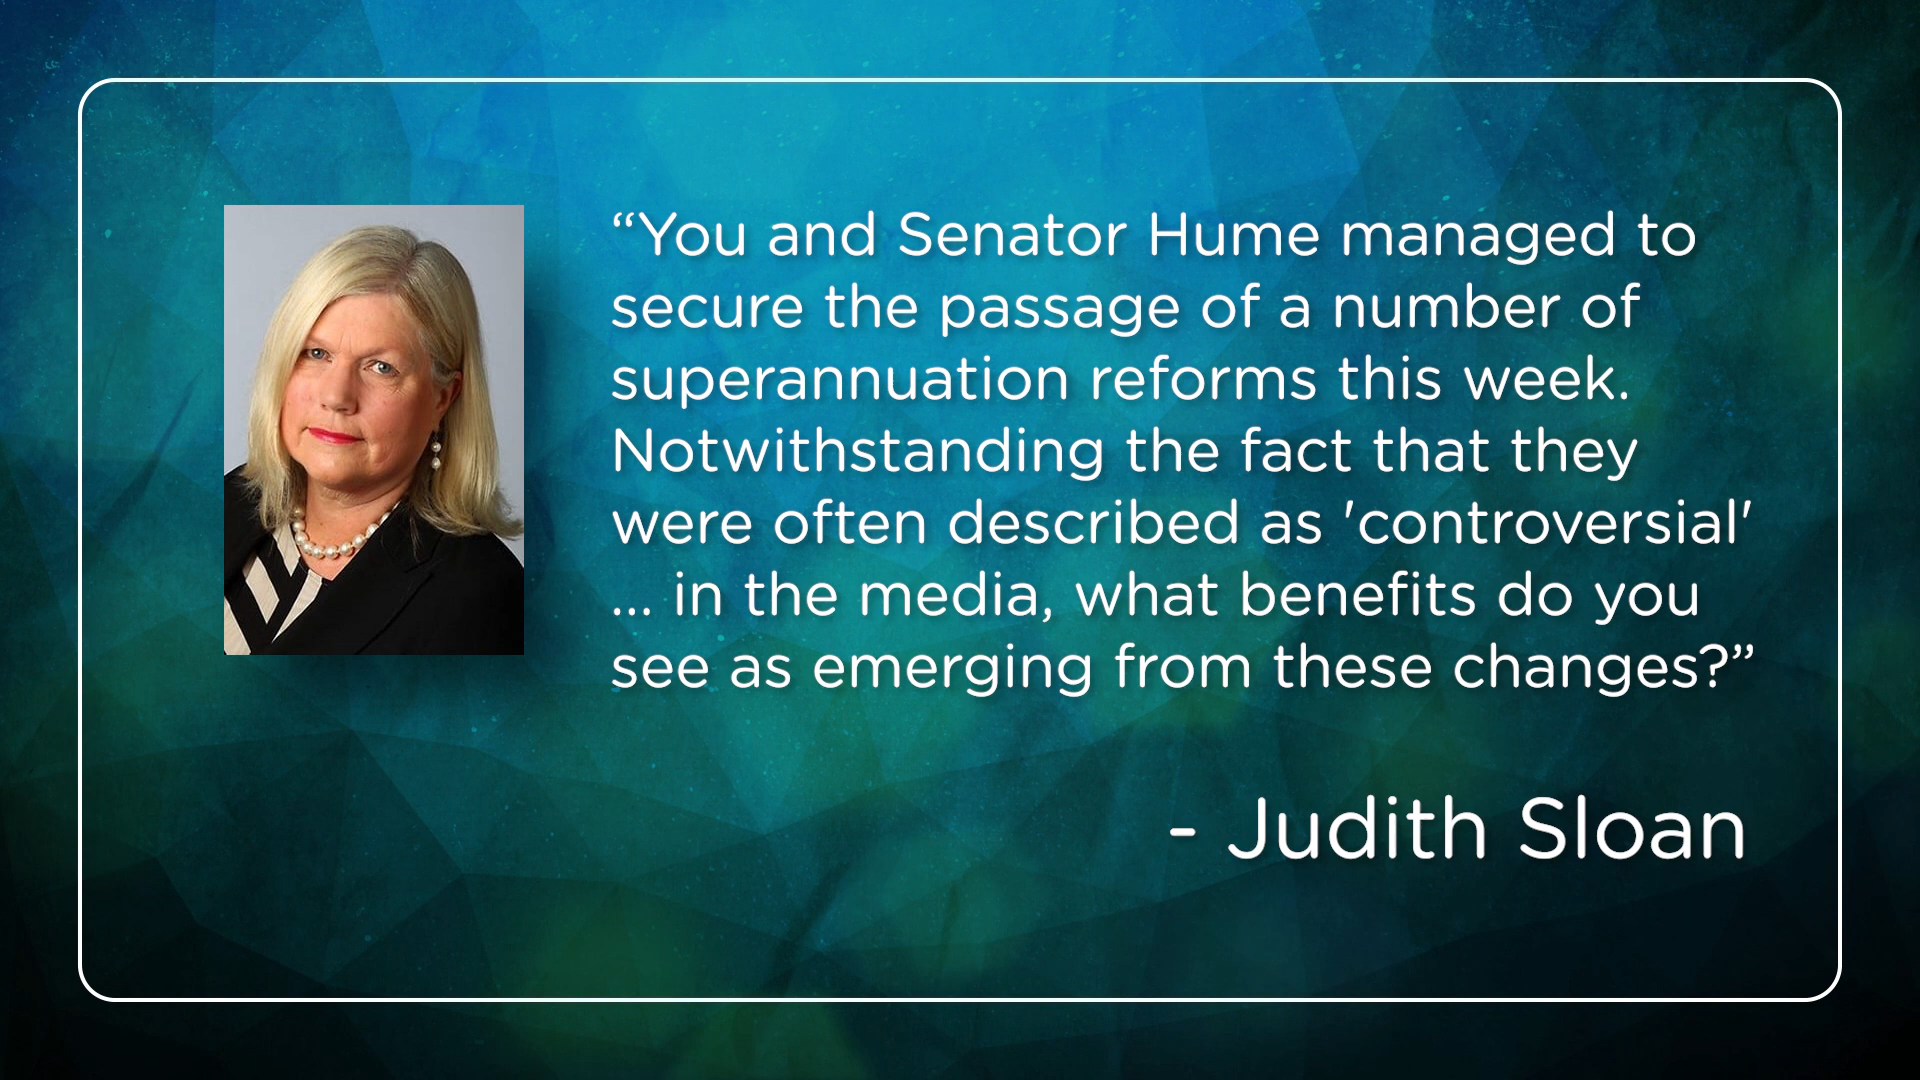 “You and Senator Hume managed to
secure the passage of a number of
superannuation reforms this week.
Notwithstanding the fact that they
were often described as 'controversial'
... in the media, what benefits do you
see as emerging from these changes?”
- Judith Sloan